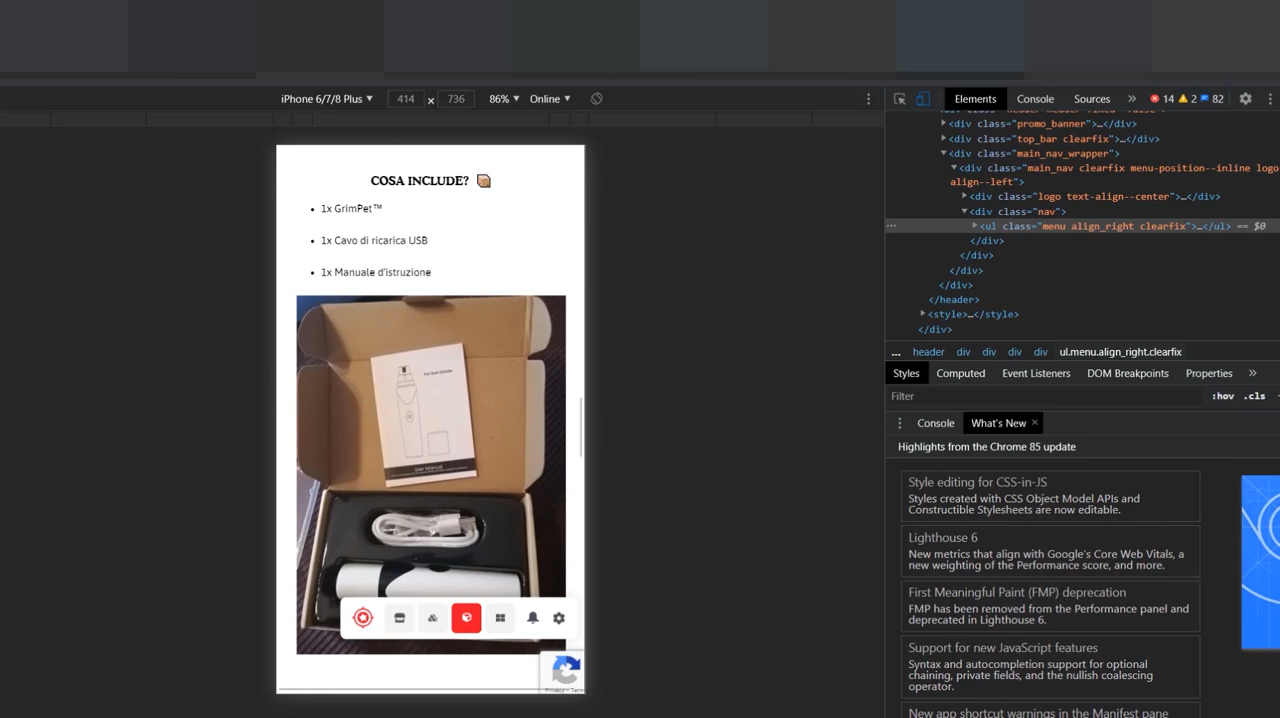 iPhone 6/7/8 Plus ▼ 414 × 736 86% ▼ Online ▼
Elements Console Sources » 14 2 82
<div class="promo_banner">…</div>
<div class="top_bar clearfix">…</div>
<div class="main_nav_wrapper">
<div class="main_nav clearfix menu-position--inline logo
align--left">
<div class="logo text-align--center">…</div>
<div class="nav">
<ul class="menu align_right clearfix">…</ul> == $0
</div>
</div>
</div>
</div>
</header>
<style>…</style>
</div>
... header div div div div ul.menu.align_right.clearfix
Styles Computed Event Listeners DOM Breakpoints Properties »
Filter :hov .cls
Console What's New ×
Highlights from the Chrome 85 update
Style editing for CSS-in-JS
Styles created with CSS Object Model APIs and
Constructible Stylesheets are now editable.
Lighthouse 6
New metrics that align with Google's Core Web Vitals, a
new weighting of the Performance score, and more.
First Meaningful Paint (FMP) deprecation
FMP has been removed from the Performance panel and
deprecated in Lighthouse 6.
Support for new JavaScript features
Syntax and autocompletion support for optional
chaining, private fields, and the nullish coalescing
operator.
New app shortcut warnings in the Manifest pane
COSA INCLUDE?
• 1x GrimPet™
• 1x Cavo di ricarica USB
• 1x Manuale d'istruzione
Pet Nail Grinder
User Manual
Privacy - Term